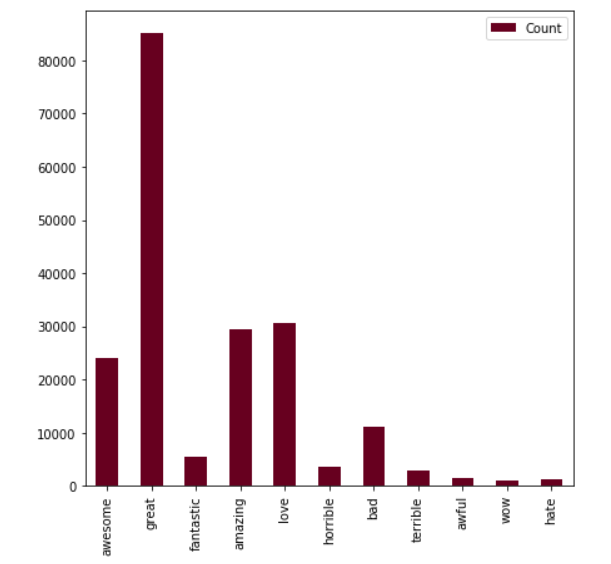 Count
80000
70000
60000
50000
40000
30000
20000
10000
0
awesome
great
fantastic
amazing
love
horrible
bad
terrible
awful
wow
hate